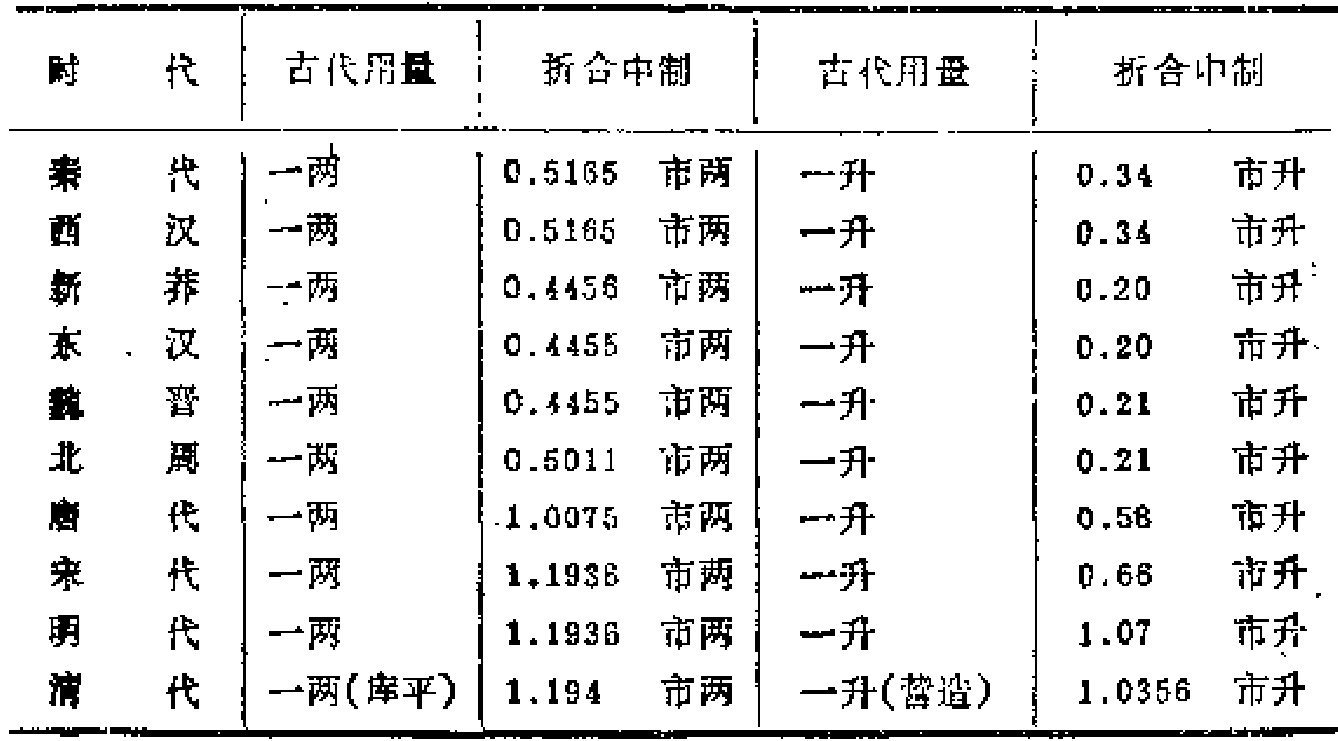 时 代 古代用量 折合中制 古代用量 折合中制
秦 代 一两 0.5165 市两 一升 0.34 市升
西 汉 一两 0.5165 市两 一升 0.34 市升
新 莽 一两 0.4456 市两 一升 0.20 市升
东 汉 一两 0.4455 市两 一升 0.20 市升
魏 晋 一两 0.4455 市两 一升 0.21 市升
北 周 一两 0.5011 市两 一升 0.21 市升
唐 代 一两 1.0075 市两 一升 0.58 市升
宋 代 一两 1.1936 市两 一升 0.66 市升
明 代 一两 1.1936 市两 一升 1.07 市升
清 代 一两(库平) 1.194 市两 一升(营造) 1.0356 市升